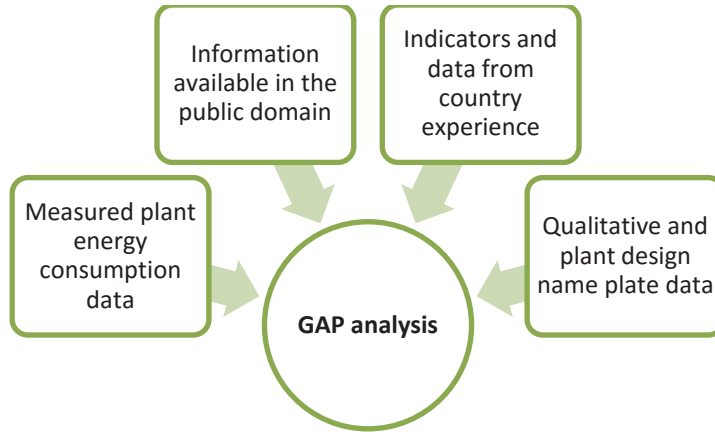 Information
available in the
public domain
Indicators and
data from
country
experience
Measured plant
energy
consumption
data
Qualitative and
plant design
name plate data
GAP analysis